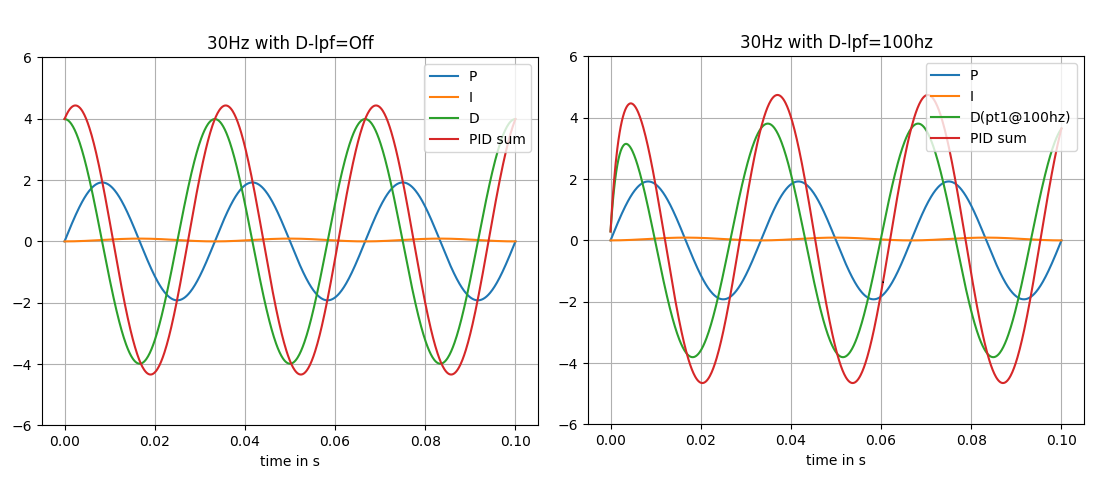 30Hz with D-lpf=Off
6
4
2
0
−2
−4
−6
0.00
0.02
0.04
0.06
0.08
0.10
time in s
P
I
D
PID sum
30Hz with D-lpf=100hz
6
4
2
0
−2
−4
−6
0.00
0.02
0.04
0.06
0.08
0.10
time in s
P
I
D(pt1@100hz)
PID sum